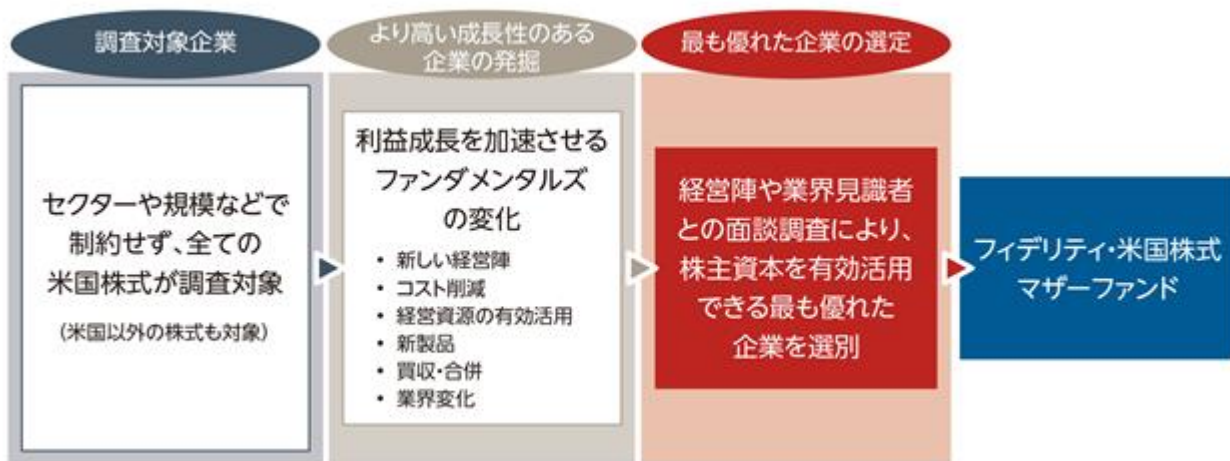 調査対象企業
セクターや規模などで
制約せず、全ての
米国株式が調査対象
(米国以外の株式も対象)
より高い成長性のある
企業の発掘
利益成長を加速させる
ファンダメンタルズ
の変化
• 新しい経営陣
• コスト削減
• 経営資源の有効活用
• 新製品
• 買収・合併
• 業界変化
最も優れた企業の選定
経営陣や業界見識者
との面談調査により、
株主資本を有効活用
できる最も優れた
企業を選別
フィデリティ・米国株式
マザーファンド